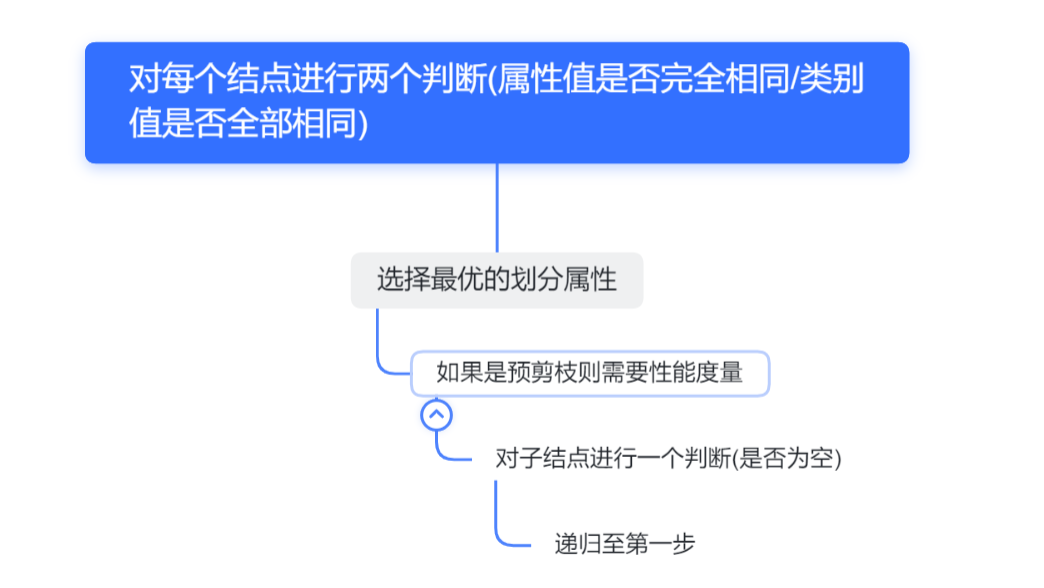 对每个结点进行两个判断(属性值是否完全相同/类别
值是否全部相同)
选择最优的划分属性
如果是预剪枝则需要性能度量
对子结点进行一个判断(是否为空)
递归至第一步